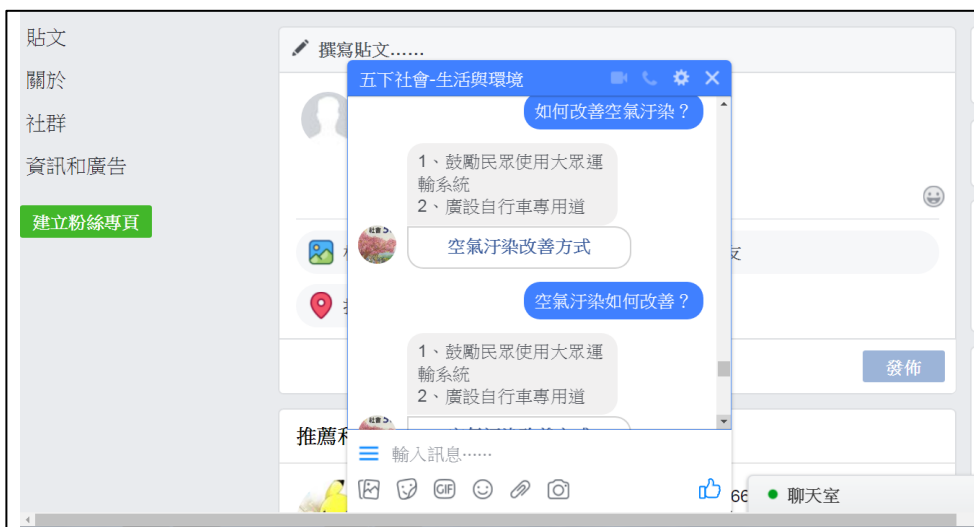 貼文
關於
社群
資訊和廣告
建立粉絲專頁
撰寫貼文......
五下社會-生活與環境
如何改善空氣汙染？
1、鼓勵民眾使用大眾運
輸系統
2、廣設自行車專用道
空氣汙染改善方式
空氣汙染如何改善？
1、鼓勵民眾使用大眾運
輸系統
2、廣設自行車專用道
輸入訊息......
GIF
友
發佈
推薦
66
聊天室